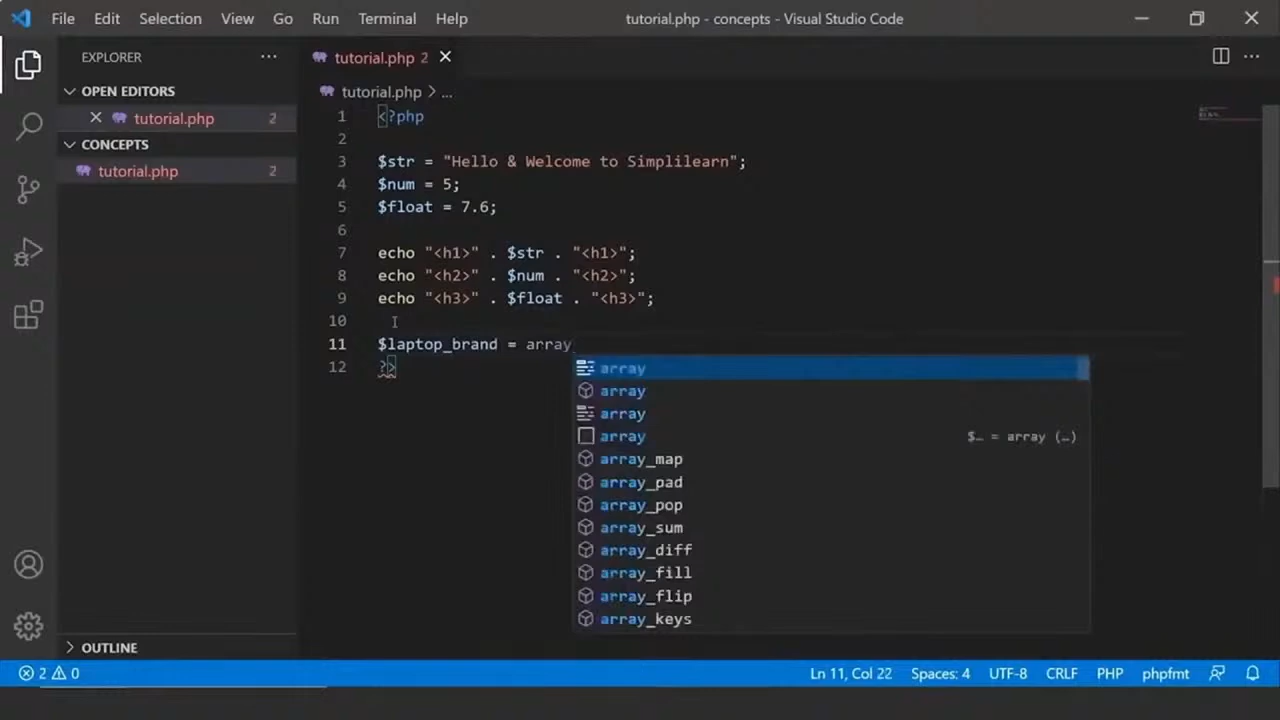 File Edit Selection View Go Run Terminal Help tutorial.php - concepts - Visual Studio Code
EXPLORER ...
OPEN EDITORS
tutorial.php 2
CONCEPTS
tutorial.php 2
OUTLINE
tutorial.php 2
tutorial.php > ...
1 <?php
2
3 $str = "Hello & Welcome to Simplilearn";
4 $num = 5;
5 $float = 7.6;
6
7 echo "<h1>" . $str . "<h1>";
8 echo "<h2>" . $num . "<h2>";
9 echo "<h3>" . $float . "<h3>";
10
11 $laptop_brand = array
12 ?>
array
array
array
array $… = array (…)
array_map
array_pad
array_pop
array_sum
array_diff
array_fill
array_flip
array_keys
2 0 Ln 11, Col 22 Spaces: 4 UTF-8 CRLF PHP phpfmt